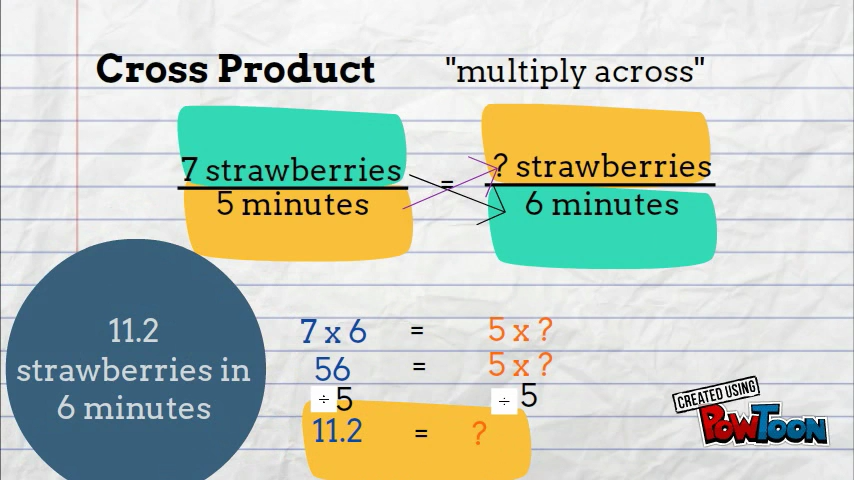 Cross Product "multiply across"
7 strawberries = ? strawberries
5 minutes 6 minutes
11.2
strawberries in
6 minutes
7 x 6 = 5 x ?
56 = 5 x ?
÷ 5 ÷ 5
11.2 = ?
CREATED USING
POWTOON